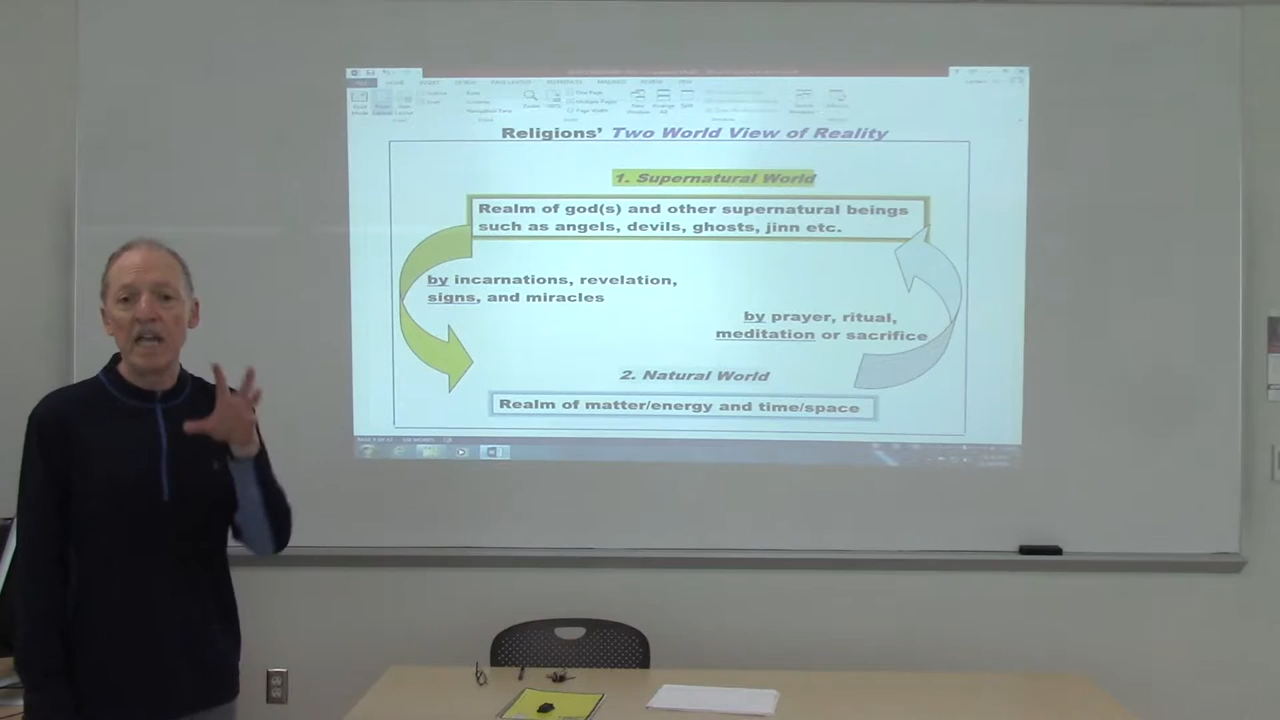 Religions' Two World View of Reality
1. Supernatural World
Realm of god(s) and other supernatural beings
such as angels, devils, ghosts, jinn etc.
by incarnations, revelation,
signs, and miracles
by prayer, ritual,
meditation or sacrifice
2. Natural World
Realm of matter/energy and time/space